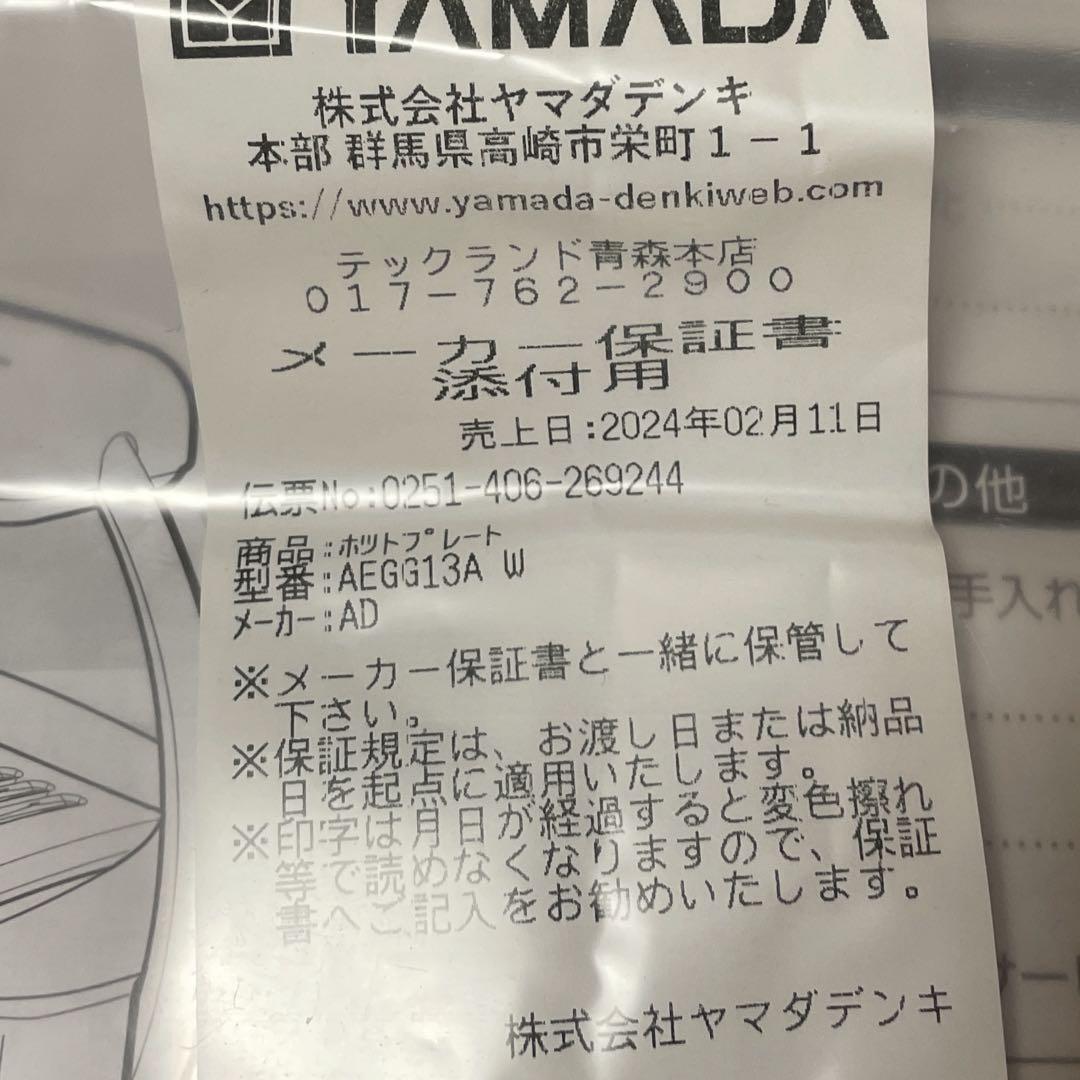 YAMADA
株式会社ヤマダデンキ
本部 群馬県高崎市栄町1-1
https://www.yamada-denkiweb.com
テックランド青森本店
017-762-2900
メーカー保証書
添付用
売上日:2024年02月11日
伝票No:0251-406-269244
商品:ホットプレート
型番:AEGG13A W
メーカー:AD
※メーカー保証書と一緒に保管して
下さい。
※保証規定は、お渡し日または納品
日を起点に適用いたします。
※印字は月日が経過すると変色擦れ
等で読めなくなりますので、保証
書へご記入をお勧めいたします。
株式会社ヤマダデンキ
の他
手入れ